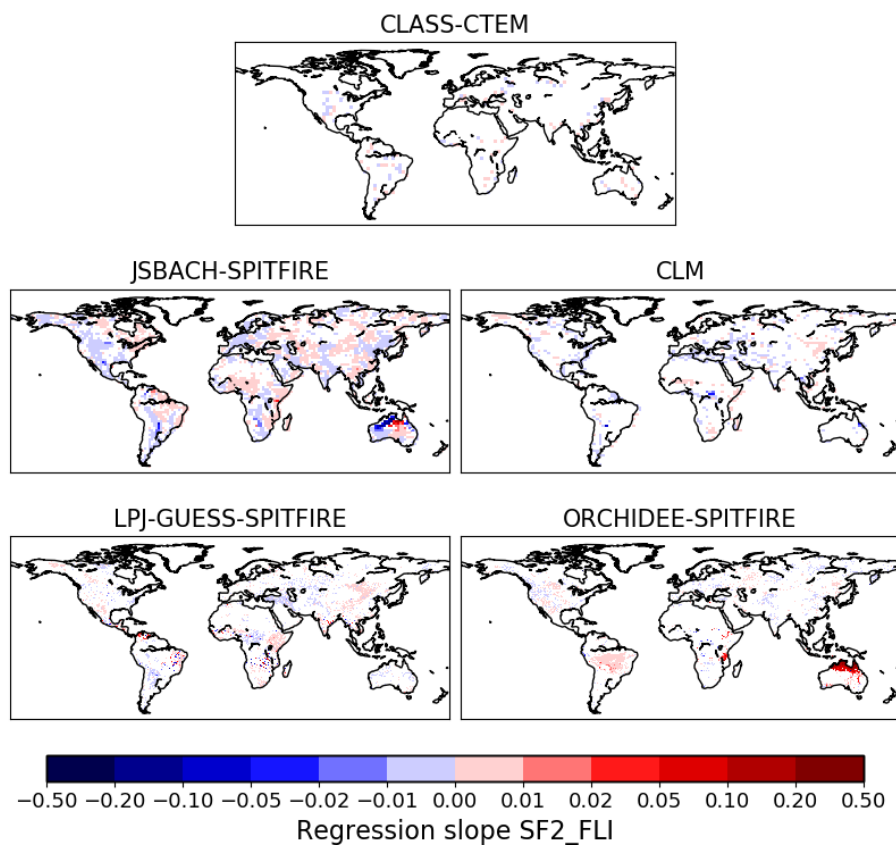 CLASS-CTEM
JSBACH-SPITFIRE CLM
LPJ-GUESS-SPITFIRE ORCHIDEE-SPITFIRE
−0.50 −0.20 −0.10 −0.05 −0.02 −0.01 0.00 0.01 0.02 0.05 0.10 0.20 0.50
Regression slope SF2_FLI